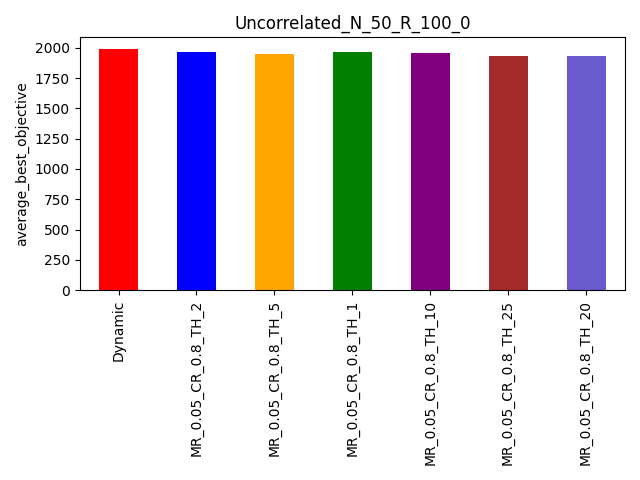 Uncorrelated_N_50_R_100_0
average_best_objective
2000
1750
1500
1250
1000
750
500
250
0
Dynamic
MR_0.05_CR_0.8_TH_2
MR_0.05_CR_0.8_TH_5
MR_0.05_CR_0.8_TH_1
MR_0.05_CR_0.8_TH_10
MR_0.05_CR_0.8_TH_25
MR_0.05_CR_0.8_TH_20